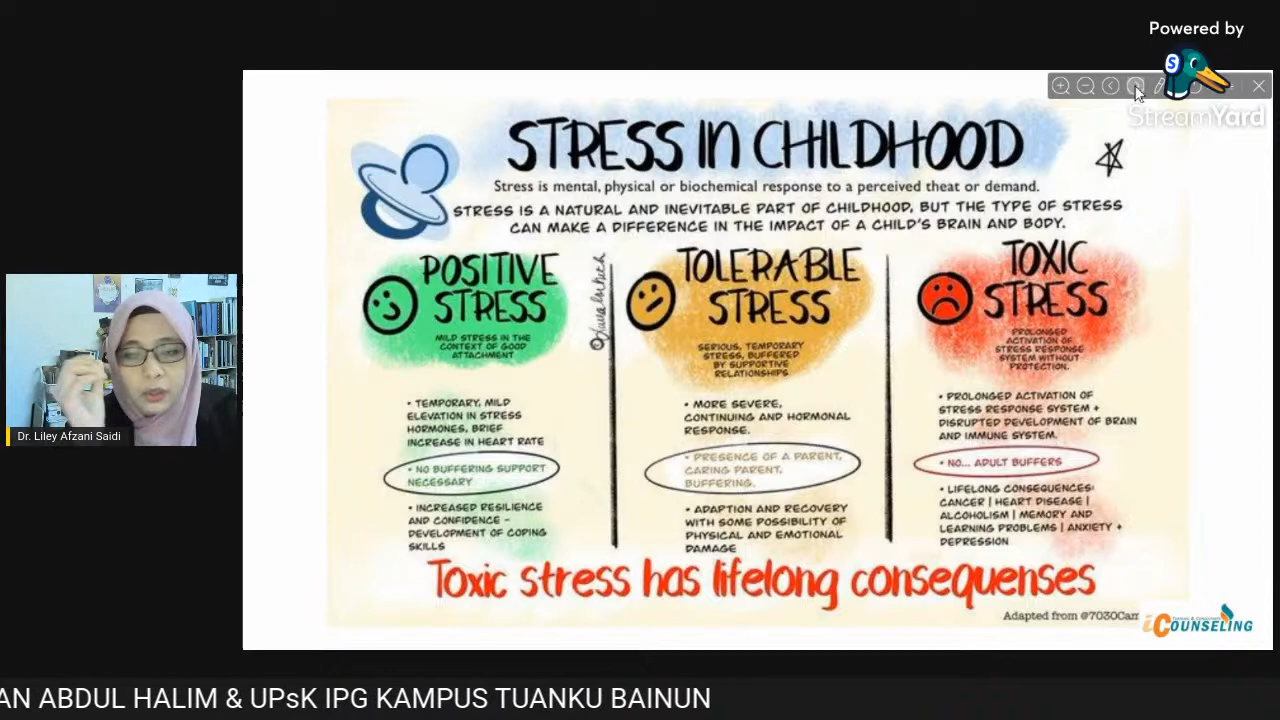 Powered by
S
StreamYard
STRESS IN CHILDHOOD
Stress is mental, physical or biochemical response to a perceived theat or demand.
STRESS IS A NATURAL AND INEVITABLE PART OF CHILDHOOD, BUT THE TYPE OF STRESS
CAN MAKE A DIFFERENCE IN THE IMPACT OF A CHILD'S BRAIN AND BODY.
POSITIVE
STRESS
MILD STRESS IN THE
CONTEXT OF GOOD
ATTACHMENT
• TEMPORARY, MILD
ELEVATION IN STRESS
HORMONES, BRIEF
INCREASE IN HEART RATE
• NO BUFFERING SUPPORT
NECESSARY
• INCREASED RESILIENCE
AND CONFIDENCE –
DEVELOPMENT OF COPING
SKILLS
TOLERABLE
STRESS
SERIOUS, TEMPORARY
STRESS, BUFFERED
BY SUPPORTIVE
RELATIONSHIPS
• MORE SEVERE,
CONTINUING AND HORMONAL
RESPONSE.
• PRESENCE OF A PARENT,
CARING PARENT,
BUFFERING.
• ADAPTION AND RECOVERY
WITH SOME POSSIBILITY OF
PHYSICAL AND EMOTIONAL
DAMAGE
TOXIC
STRESS
PROLONGED
ACTIVATION OF
STRESS RESPONSE
SYSTEM WITHOUT
PROTECTION.
• PROLONGED ACTIVATION OF
STRESS RESPONSE SYSTEM +
DISRUPTED DEVELOPMENT OF BRAIN
AND IMMUNE SYSTEM.
• NO... ADULT BUFFERS
• LIFELONG CONSEQUENCES:
CANCER | HEART DISEASE |
ALCOHOLISM | MEMORY AND
LEARNING PROBLEMS | ANXIETY +
DEPRESSION
Toxic stress has lifelong consequenses
Adapted from @7030Cam
iCOUNSELING
Dr. Liley Afzani Saidi
AN ABDUL HALIM & UPsK IPG KAMPUS TUANKU BAINUN